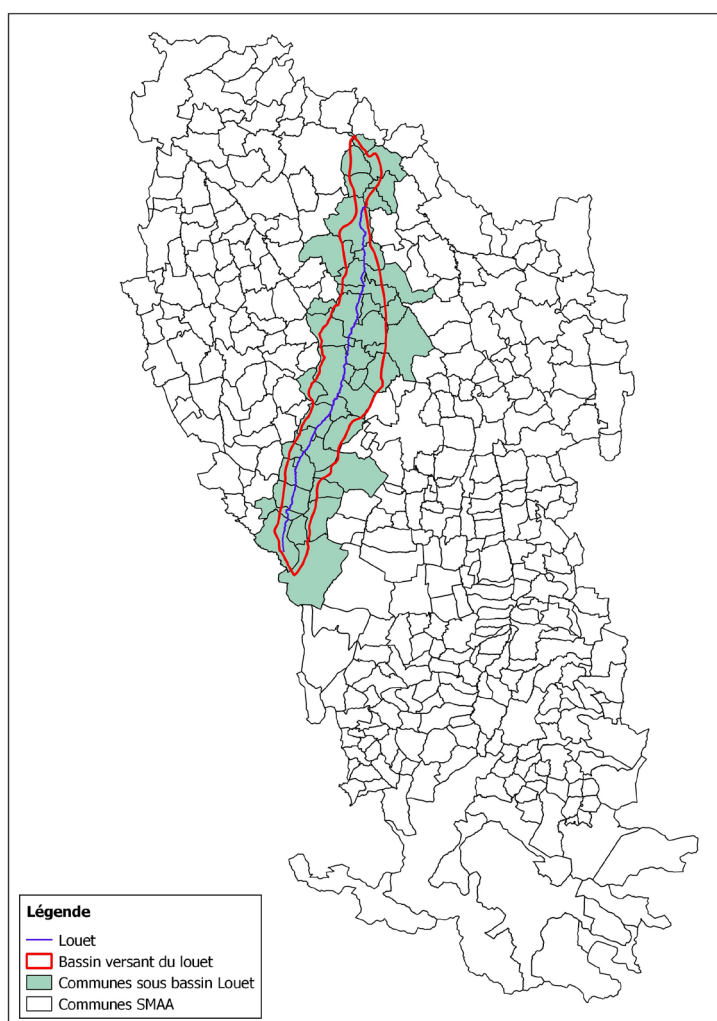 Légende
Louet
Bassin versant du louet
Communes sous bassin Louet
Communes SMAA